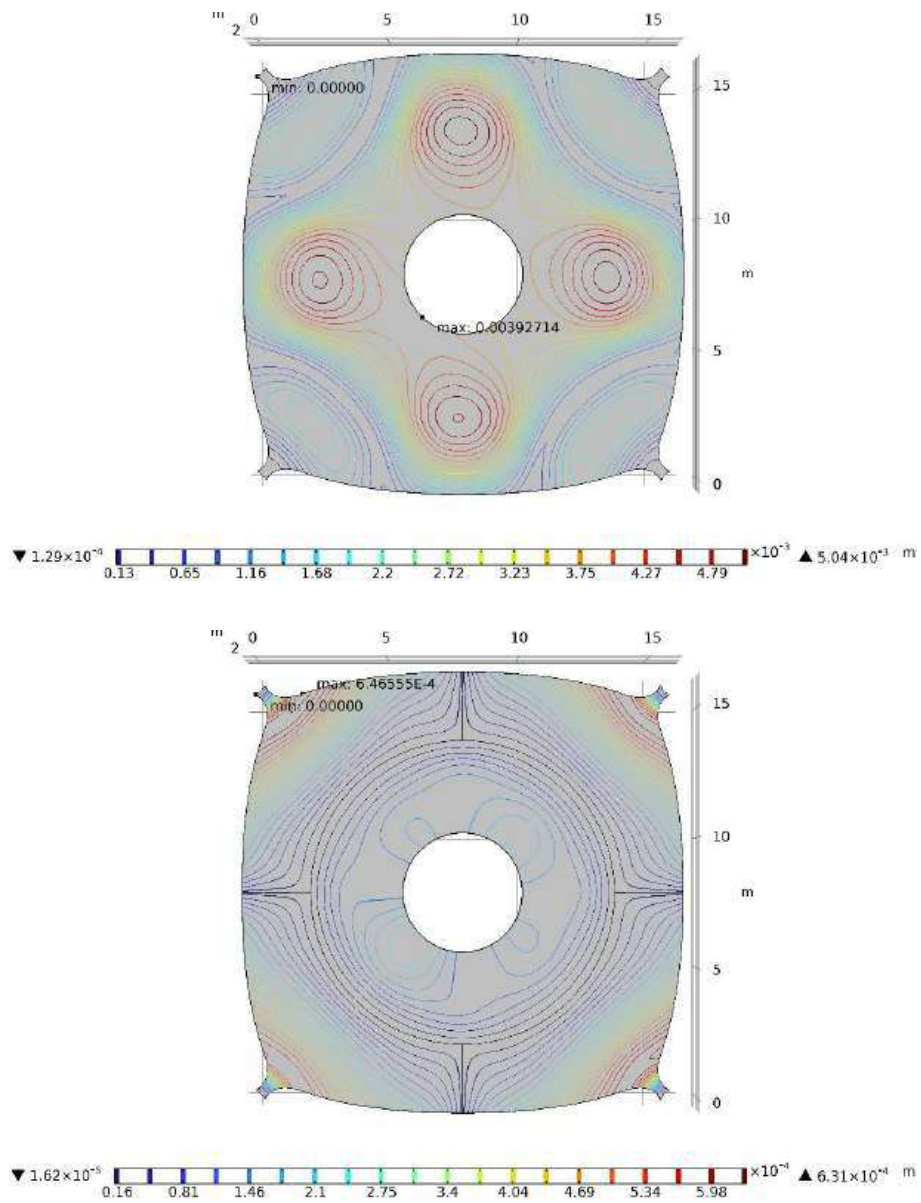 m 2 0 5 10 15
min: 0.00000
15
10
m
max: 0.00392714
5
0
▼ 1.29×10⁻⁴ ×10⁻³ ▲ 5.04×10⁻³ m
0.13 0.65 1.16 1.68 2.2 2.72 3.23 3.75 4.27 4.79
m 2 0 5 10 15
max: 6.46555E-4
min: 0.00000
15
10
m
5
0
▼ 1.62×10⁻⁵ ×10⁻⁴ ▲ 6.31×10⁻⁴ m
0.16 0.81 1.46 2.1 2.75 3.4 4.04 4.69 5.34 5.98